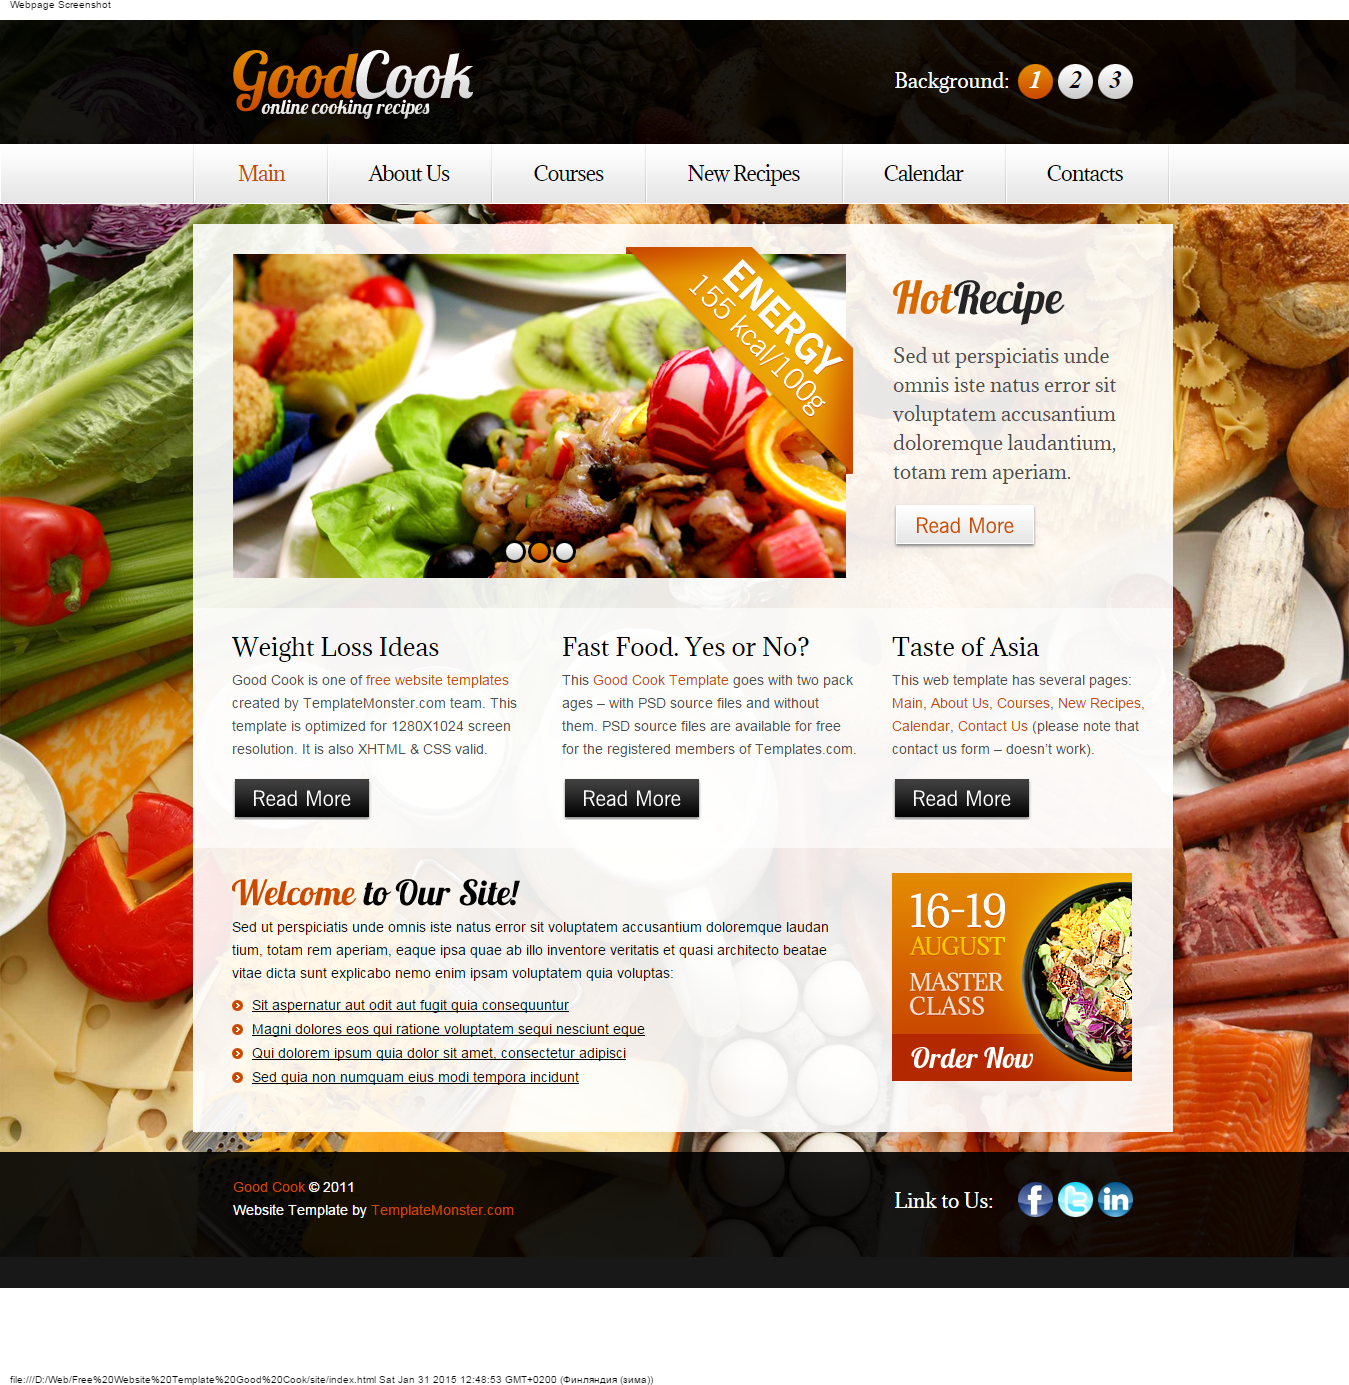 Webpage Screenshot
GoodCook
online cooking recipes
Background: 1 2 3
Main About Us Courses New Recipes Calendar Contacts
ENERGY
155 kcal/100g
HotRecipe
Sed ut perspiciatis unde
omnis iste natus error sit
voluptatem accusantium
doloremque laudantium,
totam rem aperiam.
Read More
Weight Loss Ideas
Good Cook is one of free website templates
created by TemplateMonster.com team. This
template is optimized for 1280X1024 screen
resolution. It is also XHTML & CSS valid.
Read More
Fast Food. Yes or No?
This Good Cook Template goes with two pack
ages – with PSD source files and without
them. PSD source files are available for free
for the registered members of Templates.com.
Read More
Taste of Asia
This web template has several pages:
Main, About Us, Courses, New Recipes,
Calendar, Contact Us (please note that
contact us form – doesn't work).
Read More
Welcome to Our Site!
Sed ut perspiciatis unde omnis iste natus error sit voluptatem accusantium doloremque laudan
tium, totam rem aperiam, eaque ipsa quae ab illo inventore veritatis et quasi architecto beatae
vitae dicta sunt explicabo nemo enim ipsam voluptatem quia voluptas:
Sit aspernatur aut odit aut fugit quia consequuntur
Magni dolores eos qui ratione voluptatem sequi nesciunt eque
Qui dolorem ipsum quia dolor sit amet, consectetur adipisci
Sed quia non numquam eius modi tempora incidunt
16-19
AUGUST
MASTER
CLASS
Order Now
Good Cook © 2011
Website Template by TemplateMonster.com
Link to Us: f t in
file:///D:/Web/Free%20Website%20Template%20Good%20Cook/site/index.html Sat Jan 31 2015 12:48:53 GMT+0200 (Финляндия (зима))